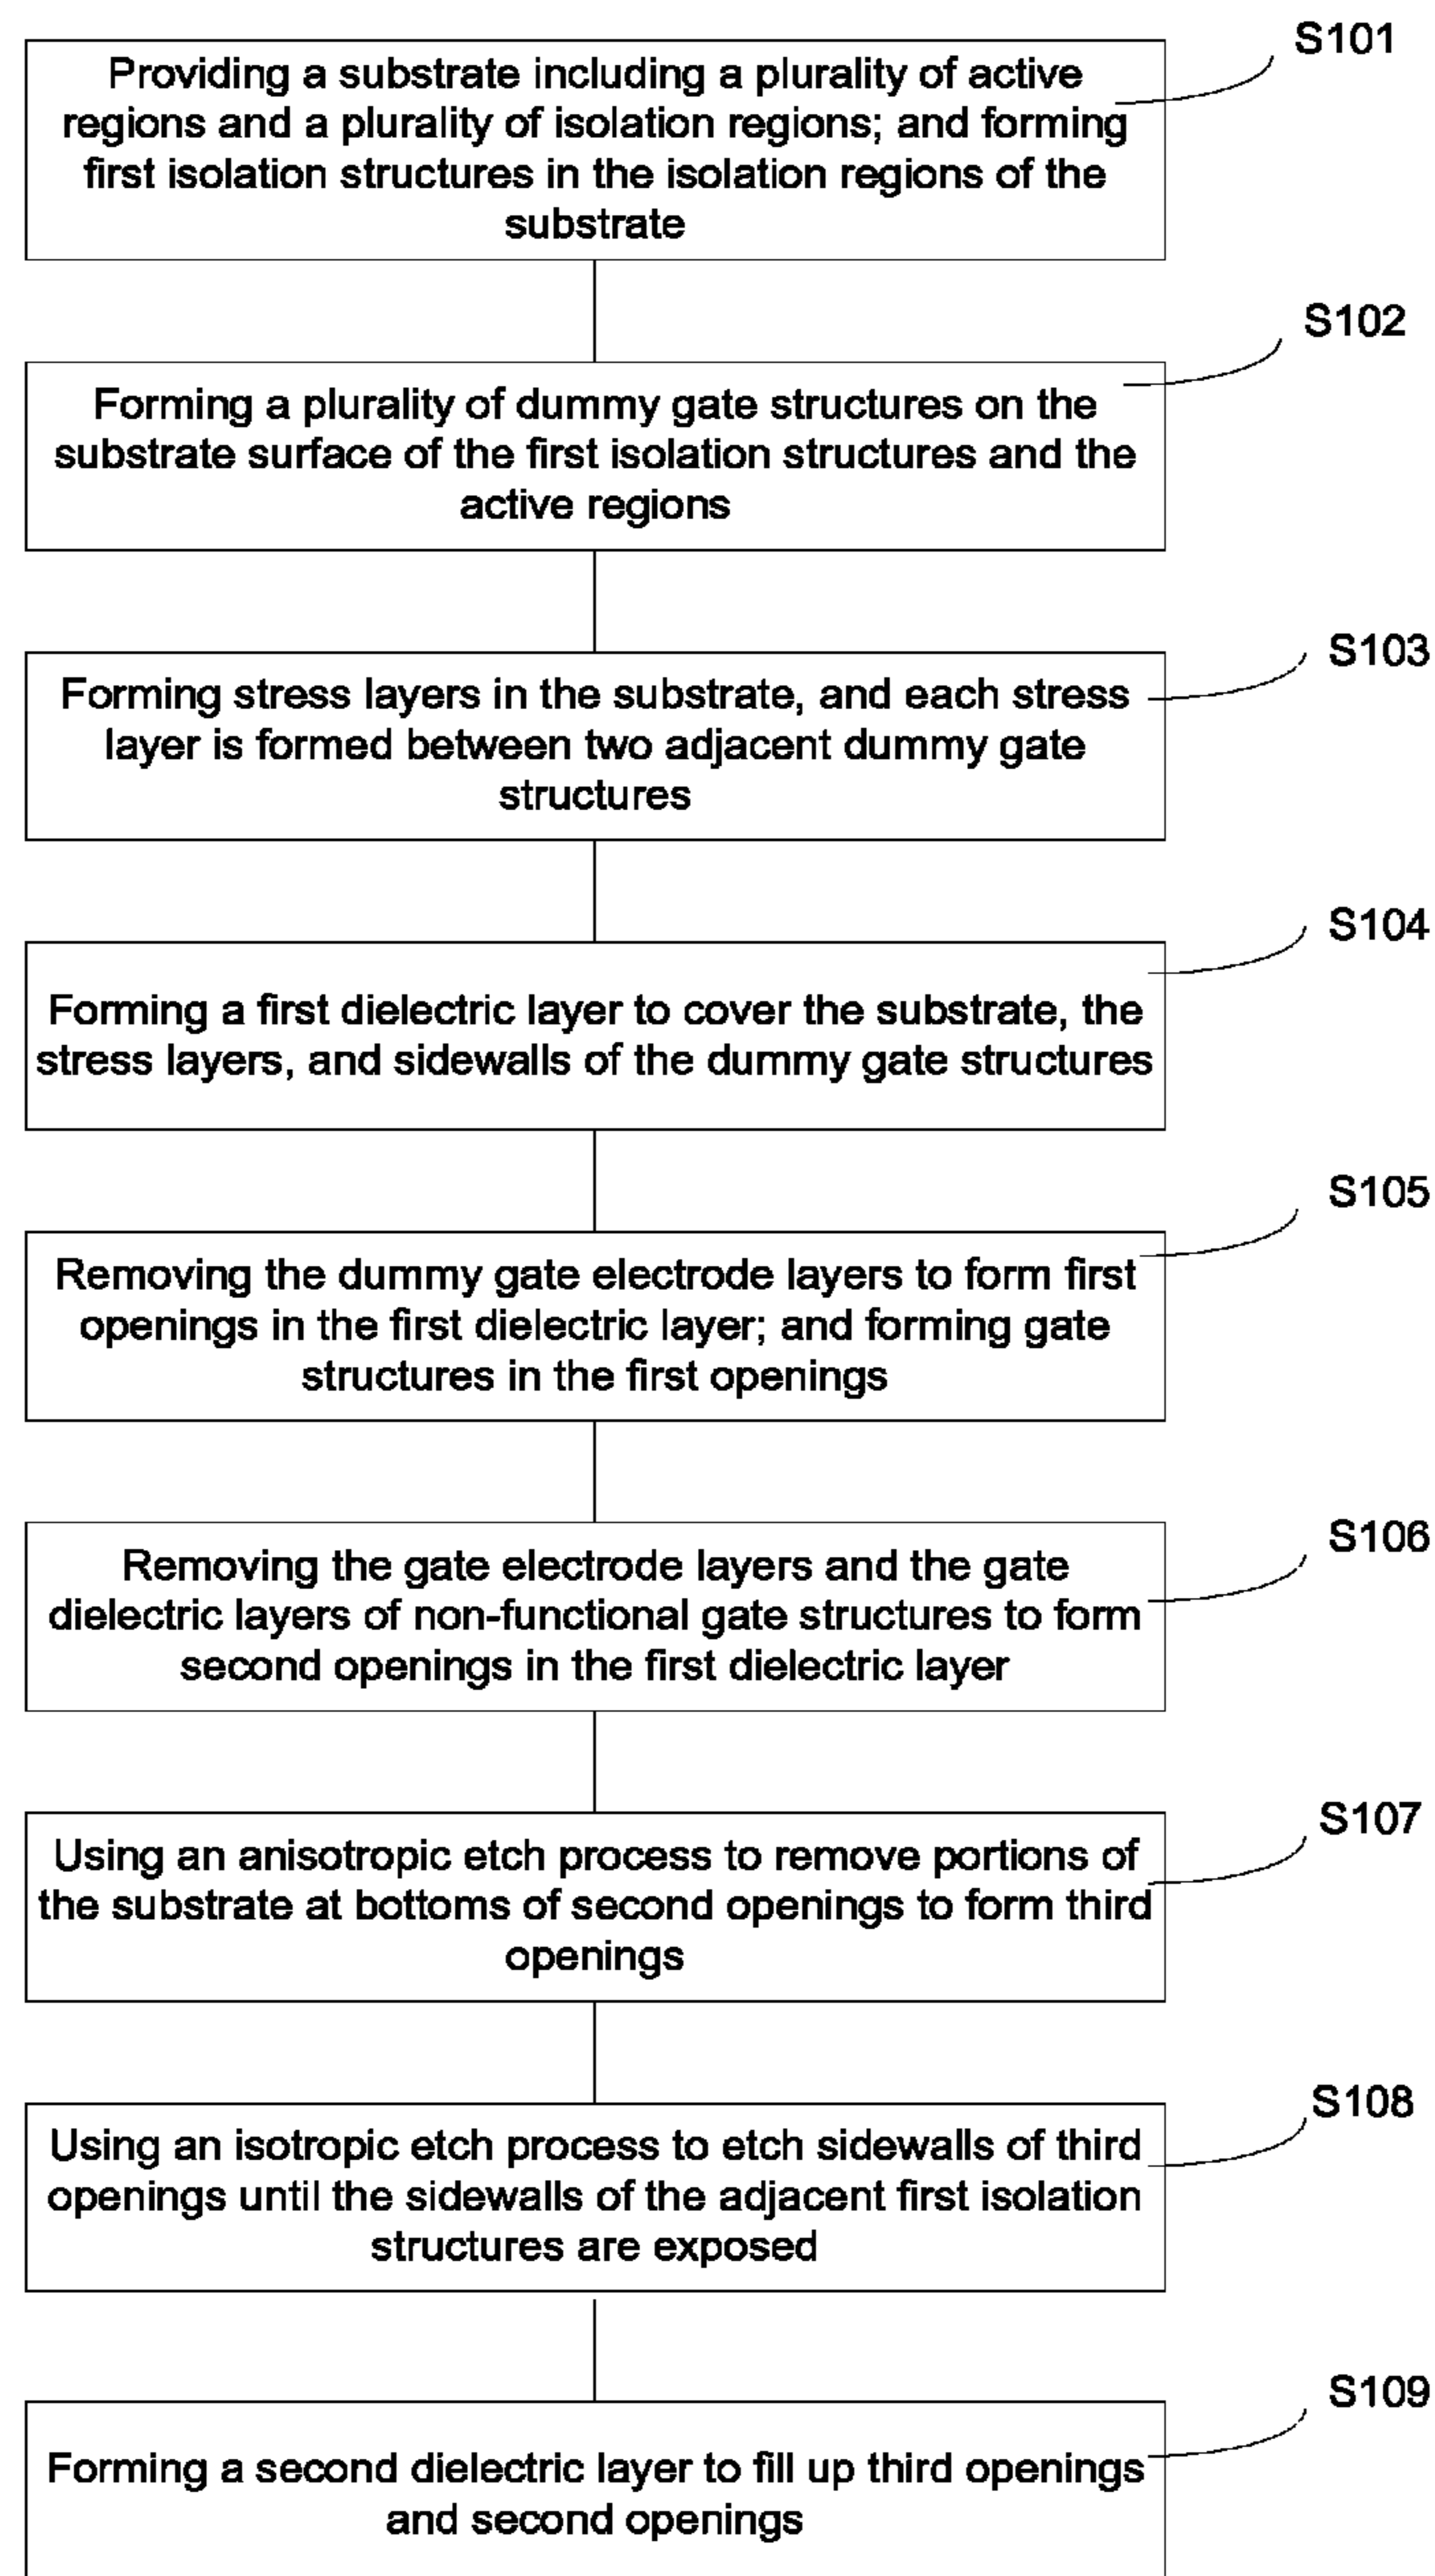 S101
Providing a substrate including a plurality of active
regions and a plurality of isolation regions; and forming
first isolation structures in the isolation regions of the
substrate
S102
Forming a plurality of dummy gate structures on the
substrate surface of the first isolation structures and the
active regions
S103
Forming stress layers in the substrate, and each stress
layer is formed between two adjacent dummy gate
structures
S104
Forming a first dielectric layer to cover the substrate, the
stress layers, and sidewalls of the dummy gate structures
S105
Removing the dummy gate electrode layers to form first
openings in the first dielectric layer; and forming gate
structures in the first openings
S106
Removing the gate electrode layers and the gate
dielectric layers of non-functional gate structures to form
second openings in the first dielectric layer
S107
Using an anisotropic etch process to remove portions of
the substrate at bottoms of second openings to form third
openings
S108
Using an isotropic etch process to etch sidewalls of third
openings until the sidewalls of the adjacent first isolation
structures are exposed
S109
Forming a second dielectric layer to fill up third openings
and second openings